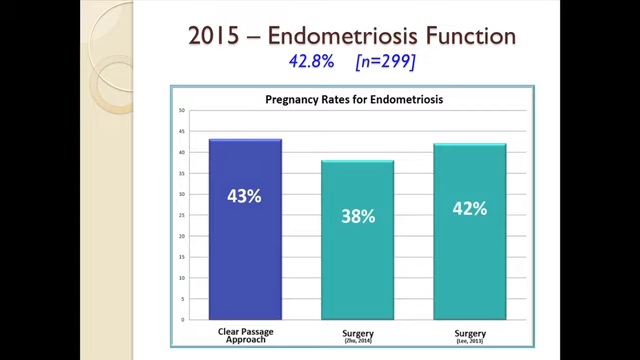 2015 – Endometriosis Function
42.8% [n=299]
Pregnancy Rates for Endometriosis
50
45
40
35
30
25
20
15
10
5
0
43%
38%
42%
Clear Passage
Approach
Surgery
(Zhu, 2014)
Surgery
(Lee, 2013)